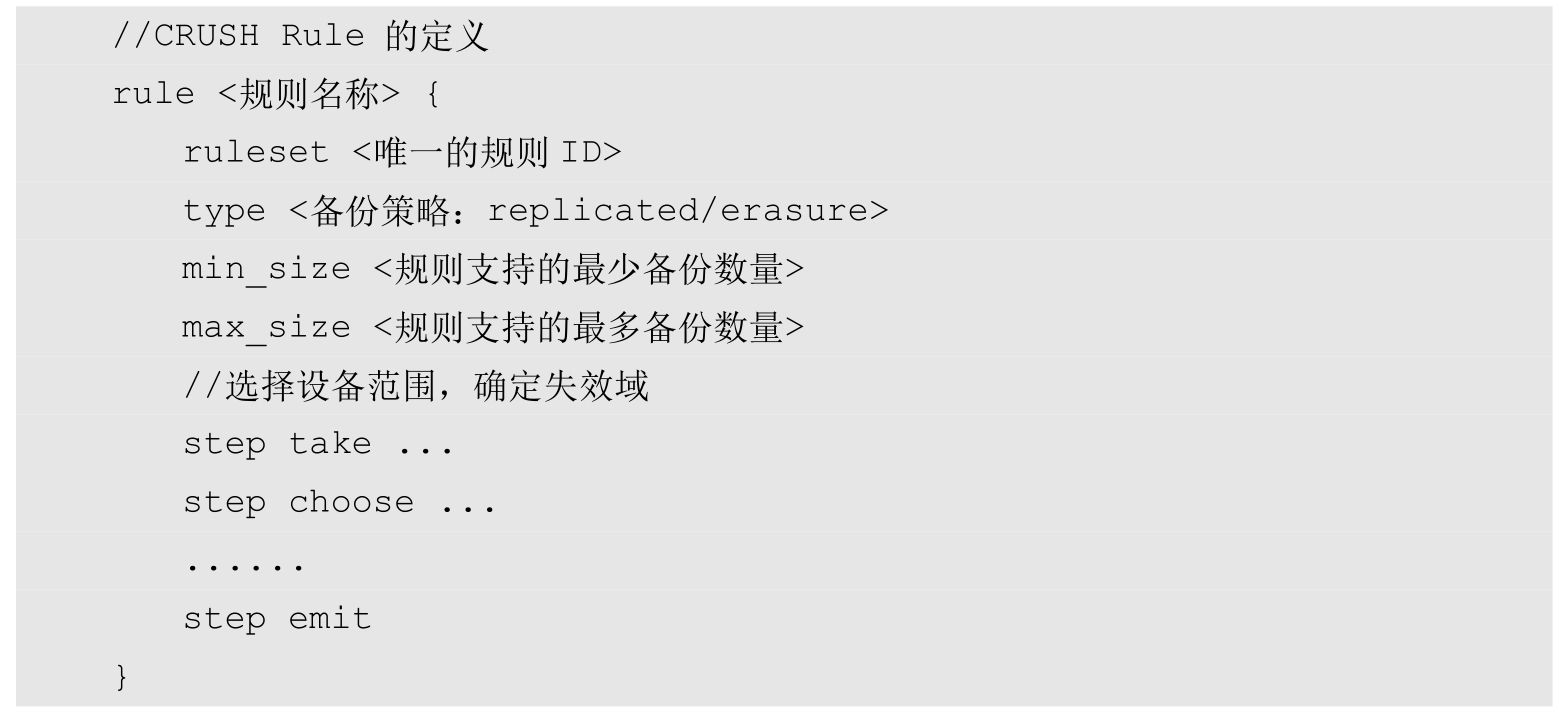 //CRUSH Rule 的定义
rule <规则名称> {
ruleset <唯一的规则 ID>
type <备份策略：replicated/erasure>
min_size <规则支持的最少备份数量>
max_size <规则支持的最多备份数量>
//选择设备范围，确定失效域
step take ...
step choose ...
......
step emit
}